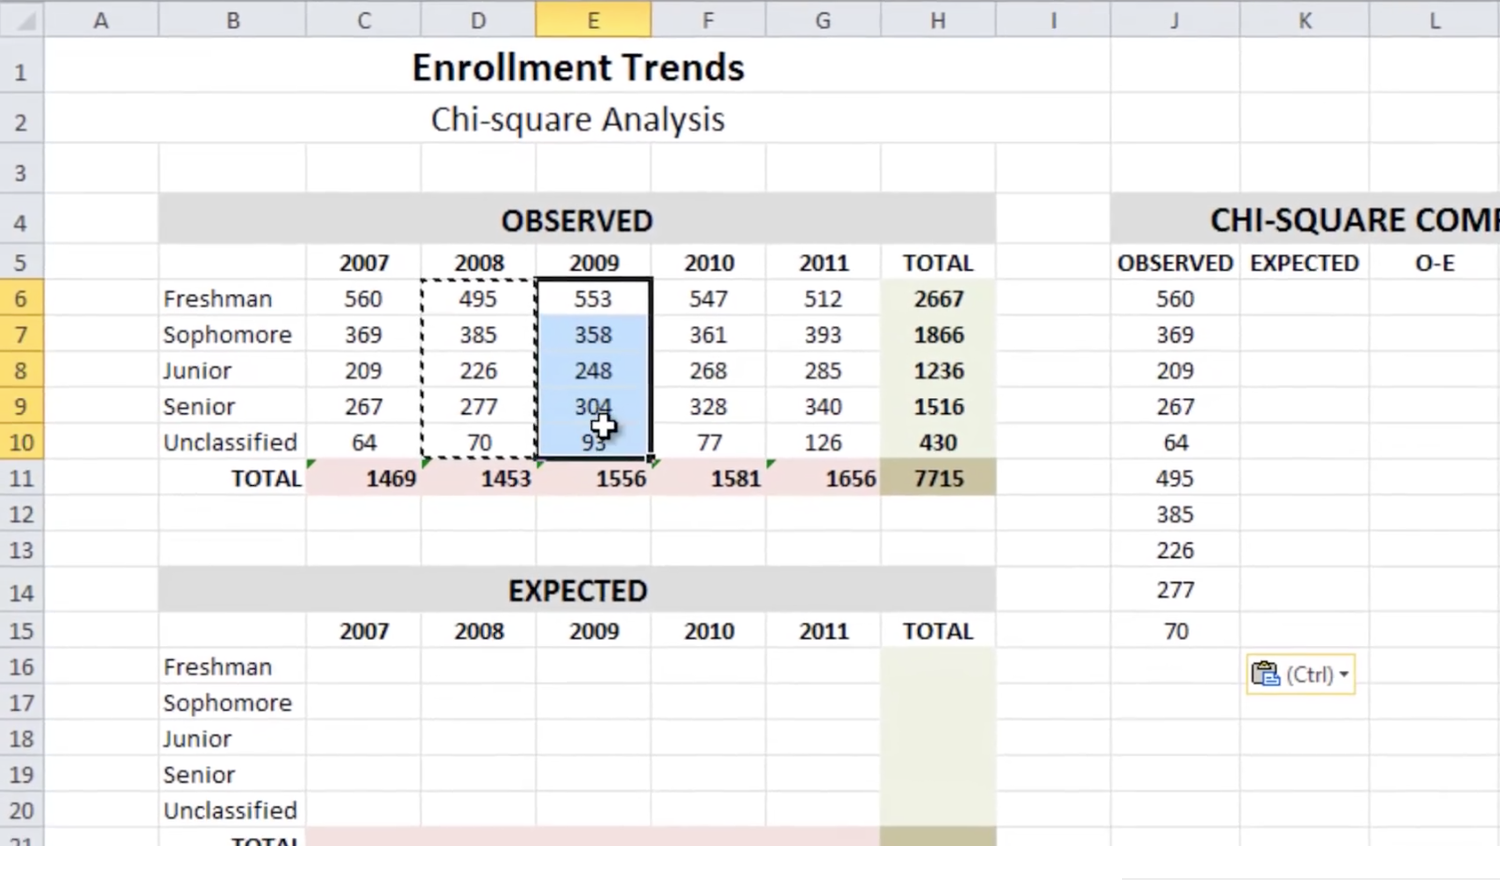 A B C D E F G H I J K L
1 Enrollment Trends
2 Chi-square Analysis
3
4 OBSERVED CHI-SQUARE COM
5 2007 2008 2009 2010 2011 TOTAL OBSERVED EXPECTED O-E
6 Freshman 560 495 553 547 512 2667 560
7 Sophomore 369 385 358 361 393 1866 369
8 Junior 209 226 248 268 285 1236 209
9 Senior 267 277 304 328 340 1516 267
10 Unclassified 64 70 93 77 126 430 64
11 TOTAL 1469 1453 1556 1581 1656 7715 495
12 385
13 226
14 EXPECTED 277
15 2007 2008 2009 2010 2011 TOTAL 70
16 Freshman (Ctrl)
17 Sophomore
18 Junior
19 Senior
20 Unclassified
21 TOTAL